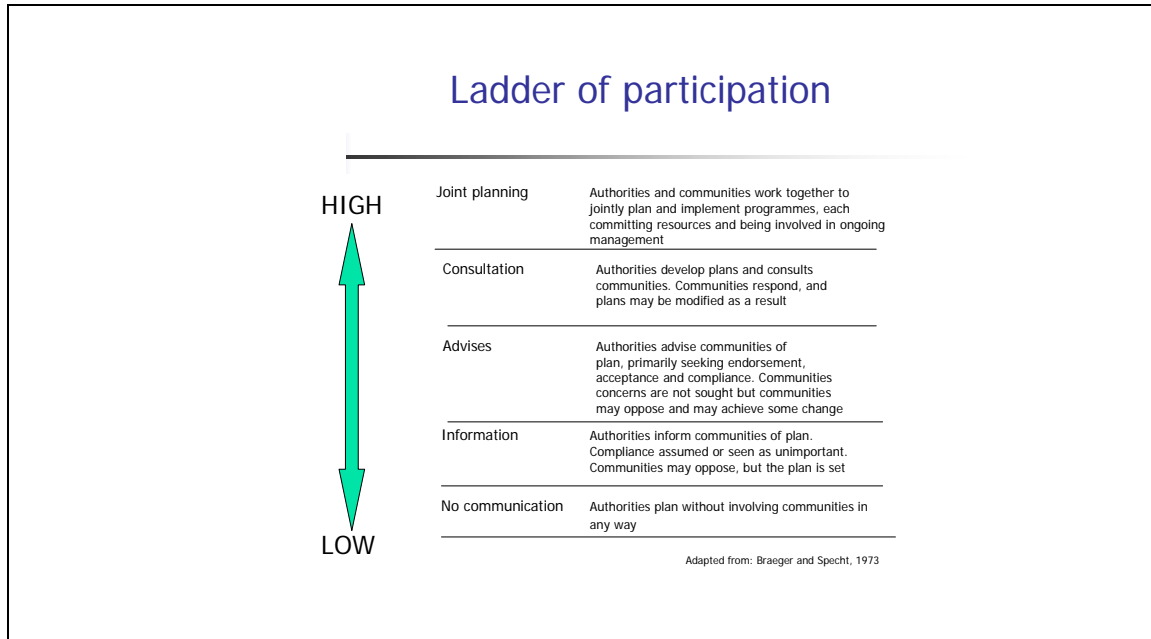 Ladder of participation
HIGH
Joint planning
Authorities and communities work together to
jointly plan and implement programmes, each
committing resources and being involved in ongoing
management
Consultation
Authorities develop plans and consults
communities. Communities respond, and
plans may be modified as a result
Advises
Authorities advise communities of
plan, primarily seeking endorsement,
acceptance and compliance. Communities
concerns are not sought but communities
may oppose and may achieve some change
Information
Authorities inform communities of plan.
Compliance assumed or seen as unimportant.
Communities may oppose, but the plan is set
No communication
Authorities plan without involving communities in
any way
LOW
Adapted from: Braeger and Specht, 1973